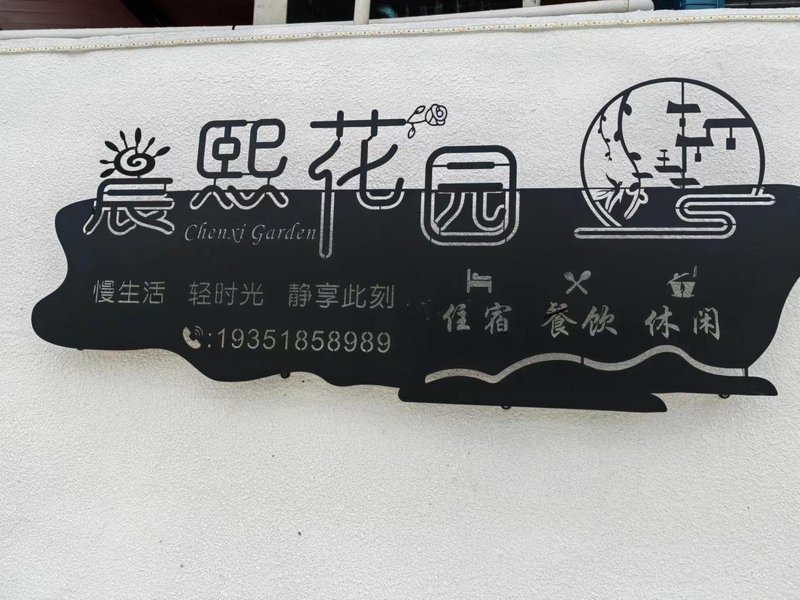 晨熙花园
Chenxi Garden
慢生活 轻时光 静享此刻
:19351858989
住宿 餐饮 休闲